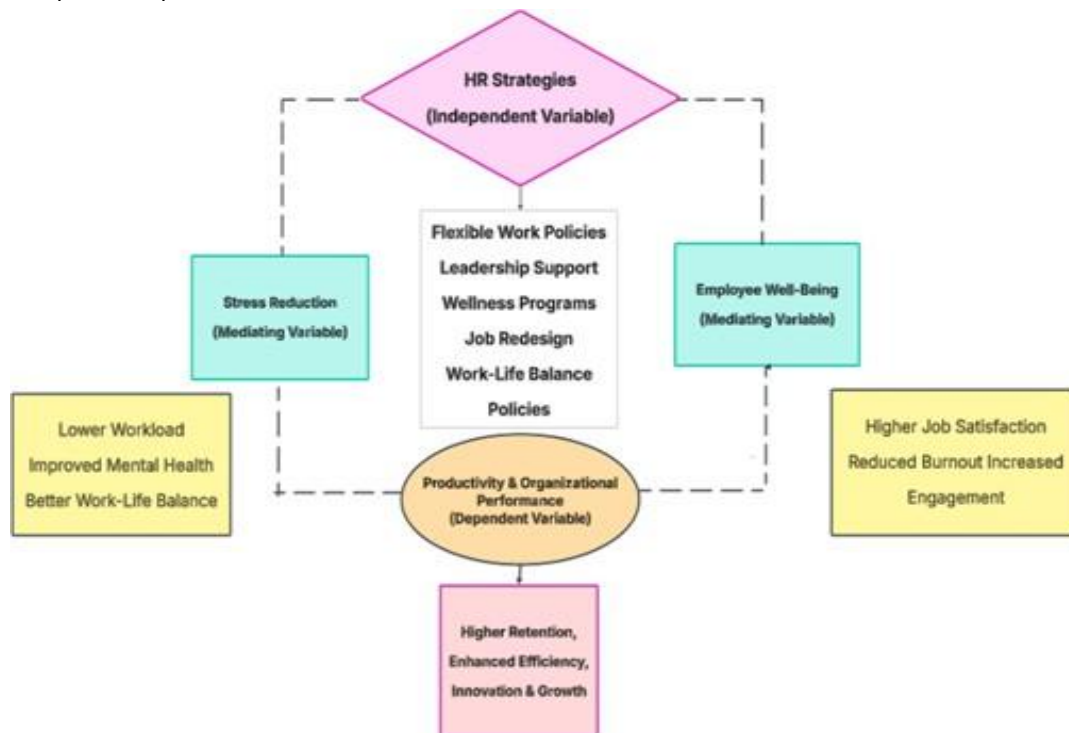 HR Strategies
(Independent Variable)
Flexible Work Policies
Leadership Support
Wellness Programs
Job Redesign
Work-Life Balance
Policies
Stress Reduction
(Mediating Variable)
Employee Well-Being
(Mediating Variable)
Lower Workload
Improved Mental Health
Better Work-Life Balance
Higher Job Satisfaction
Reduced Burnout Increased
Engagement
Productivity & Organizational
Performance
(Dependent Variable)
Higher Retention,
Enhanced Efficiency,
Innovation & Growth